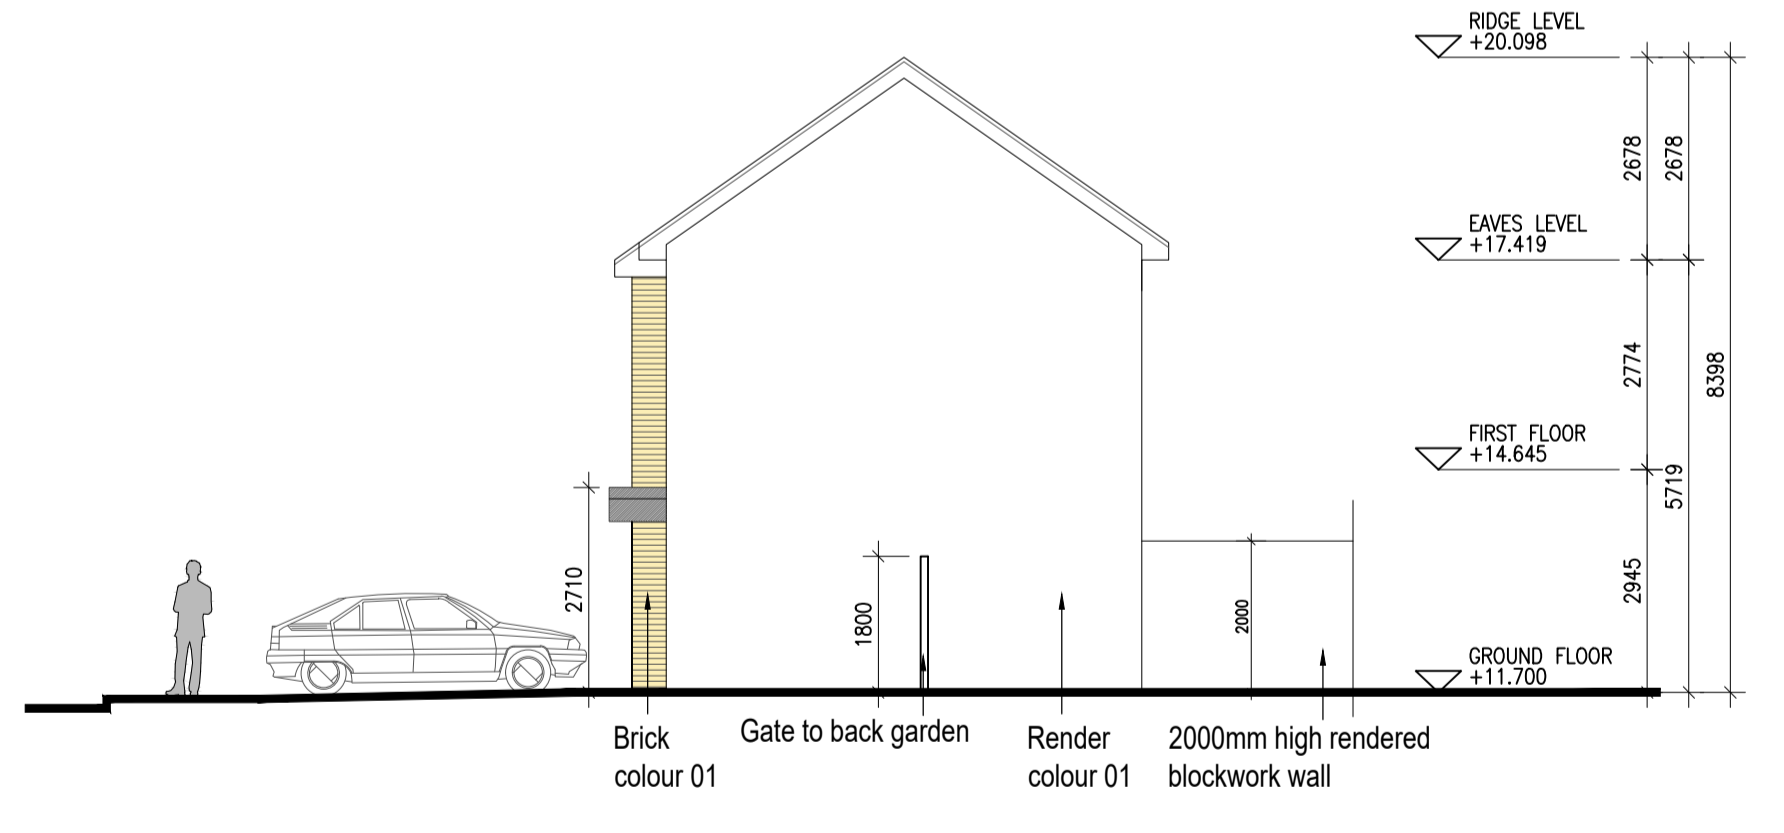 RIDGE LEVEL
+20.098
2678
2678
EAVES LEVEL
+17.419
2774
8398
FIRST FLOOR
+14.645
5719
2710
1800
2000
2945
GROUND FLOOR
+11.700
Brick
colour 01
Gate to back garden
Render
colour 01
2000mm high rendered
blockwork wall